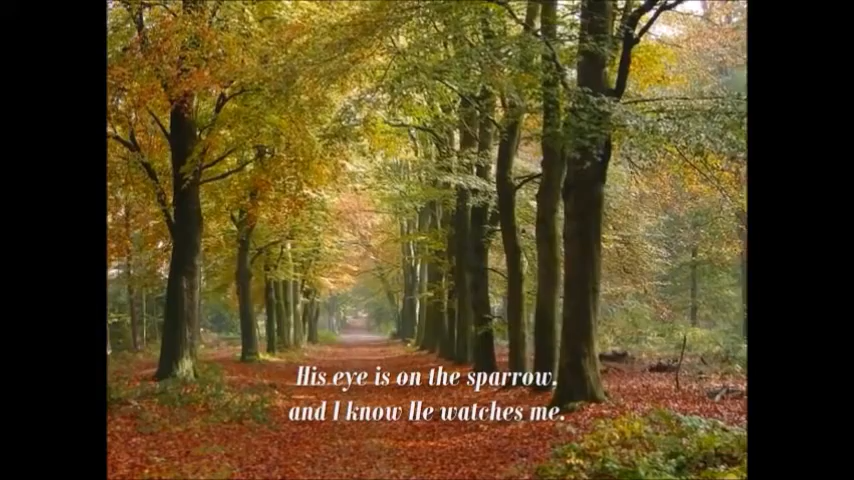 His eye is on the sparrow,
and I know He watches me.